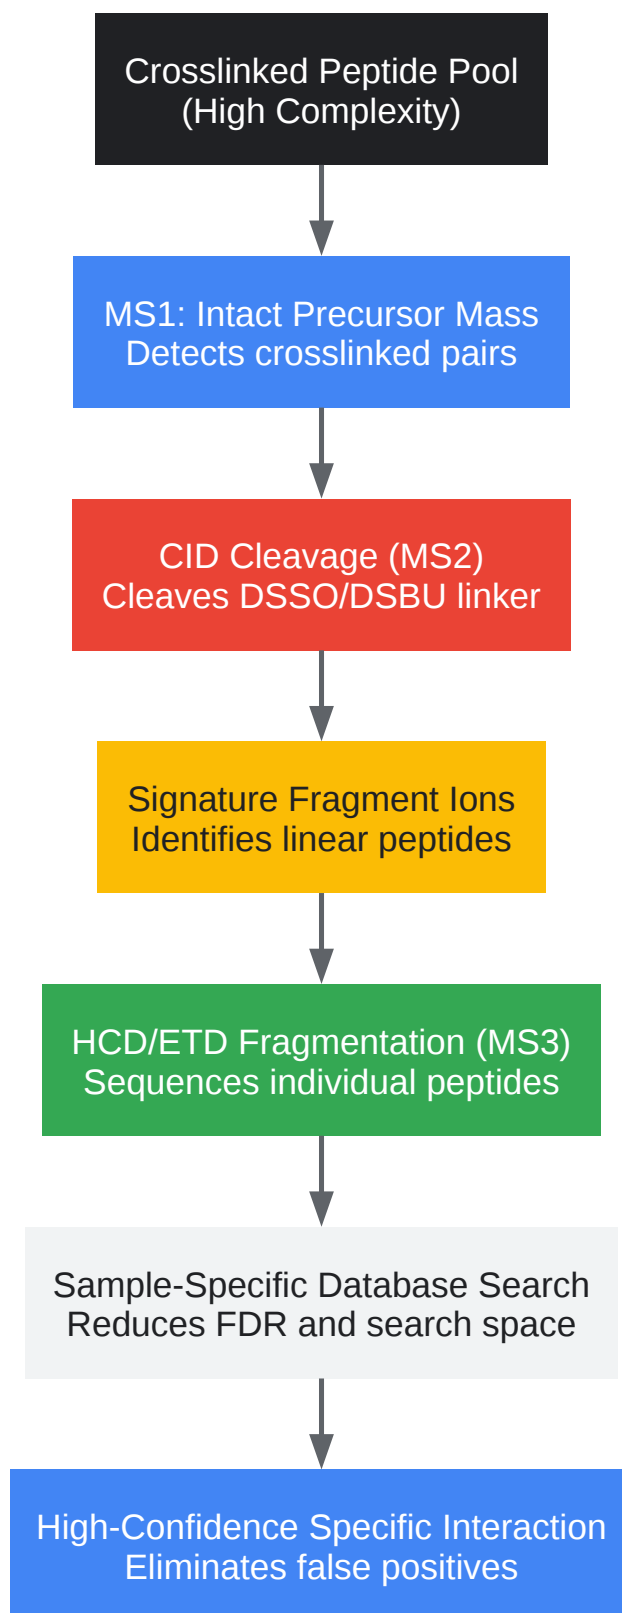 Crosslinked Peptide Pool
(High Complexity)
MS1: Intact Precursor Mass
Detects crosslinked pairs
CID Cleavage (MS2)
Cleaves DSSO/DSBU linker
Signature Fragment Ions
Identifies linear peptides
HCD/ETD Fragmentation (MS3)
Sequences individual peptides
Sample-Specific Database Search
Reduces FDR and search space
High-Confidence Specific Interaction
Eliminates false positives